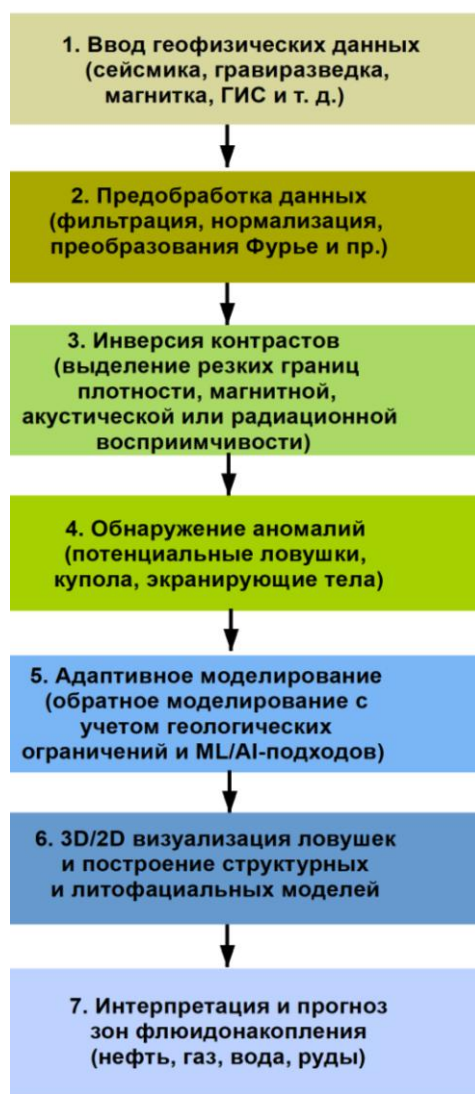 1. Ввод геофизических данных
(сейсмика, гравиразведка,
магнитка, ГИС и т. д.)
2. Предобработка данных
(фильтрация, нормализация,
преобразования Фурье и пр.)
3. Инверсия контрастов
(выделение резких границ
плотности, магнитной,
акустической или радиационной
восприимчивости)
4. Обнаружение аномалий
(потенциальные ловушки,
купола, экранирующие тела)
5. Адаптивное моделирование
(обратное моделирование с
учетом геологических
ограничений и ML/AI-подходов)
6. 3D/2D визуализация ловушек
и построение структурных
и литофациальных моделей
7. Интерпретация и прогноз
зон флюидонакопления
(нефть, газ, вода, руды)